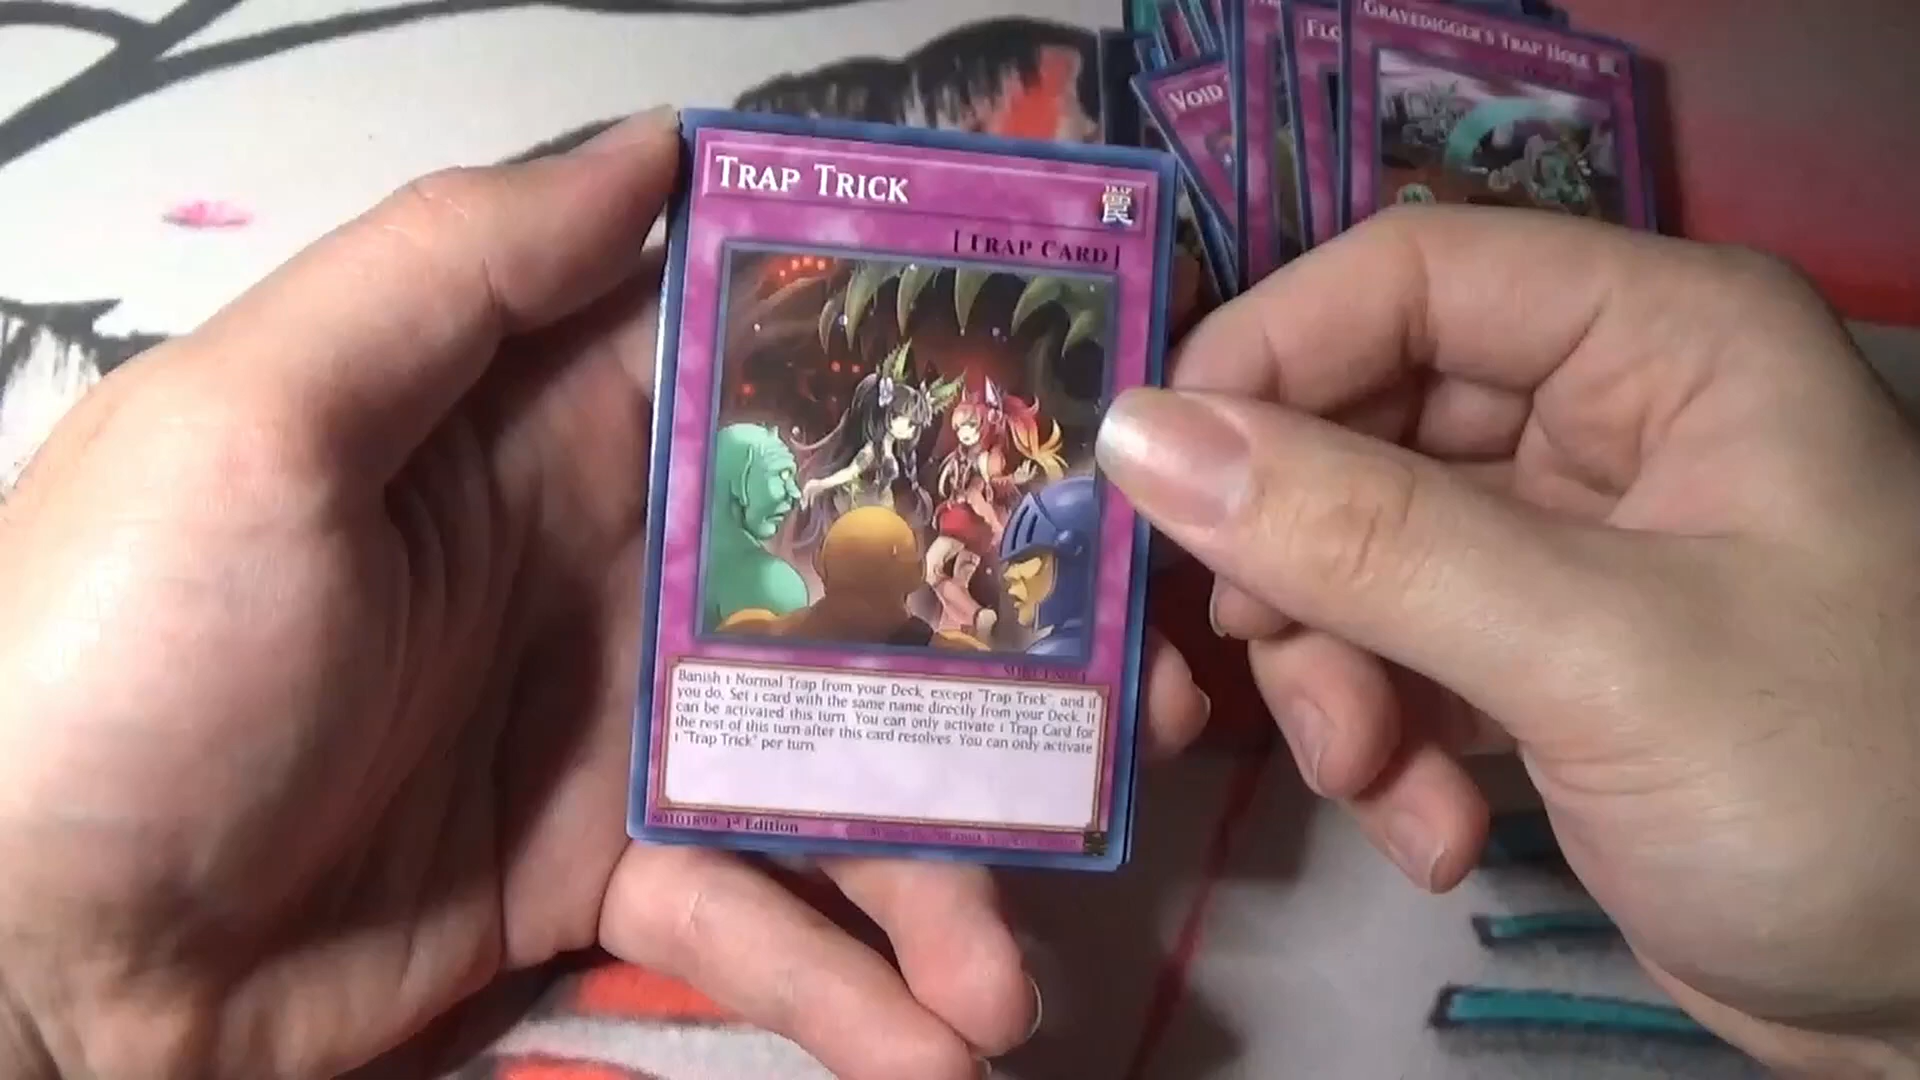 GRAVEDIGGER'S TRAP HOLE
FLO
VOID
TRAP TRICK
TRAP
罠
[TRAP CARD]
Banish 1 Normal Trap from your Deck, except "Trap Trick", and if
you do, Set 1 card with the same name directly from your Deck. It
can be activated this turn. You can only activate 1 Trap Card for
the rest of this turn after this card resolves. You can only activate
1 "Trap Trick" per turn.
80101899 1st Edition